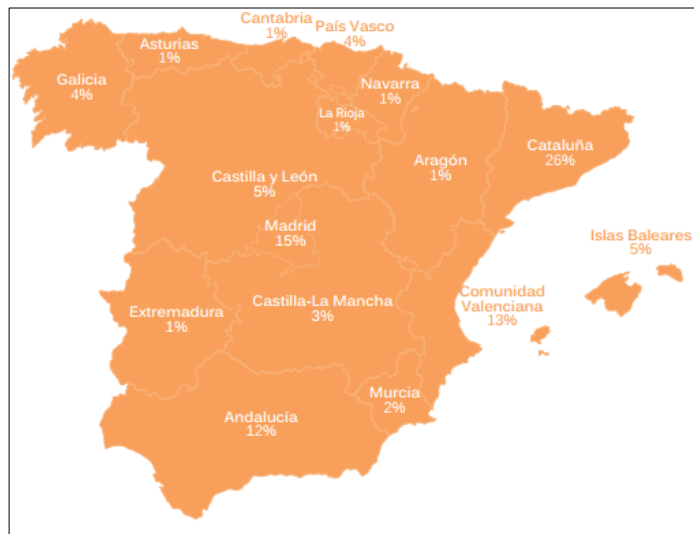 Cantabria
1%
País Vasco
4%
Asturias
1%
Galicia
4%
Navarra
1%
La Rioja
1%
Cataluña
26%
Aragón
1%
Castilla y León
5%
Madrid
15%
Islas Baleares
5%
Comunidad
Valenciana
13%
Extremadura
1%
Castilla-La Mancha
3%
Murcia
2%
Andalucía
12%